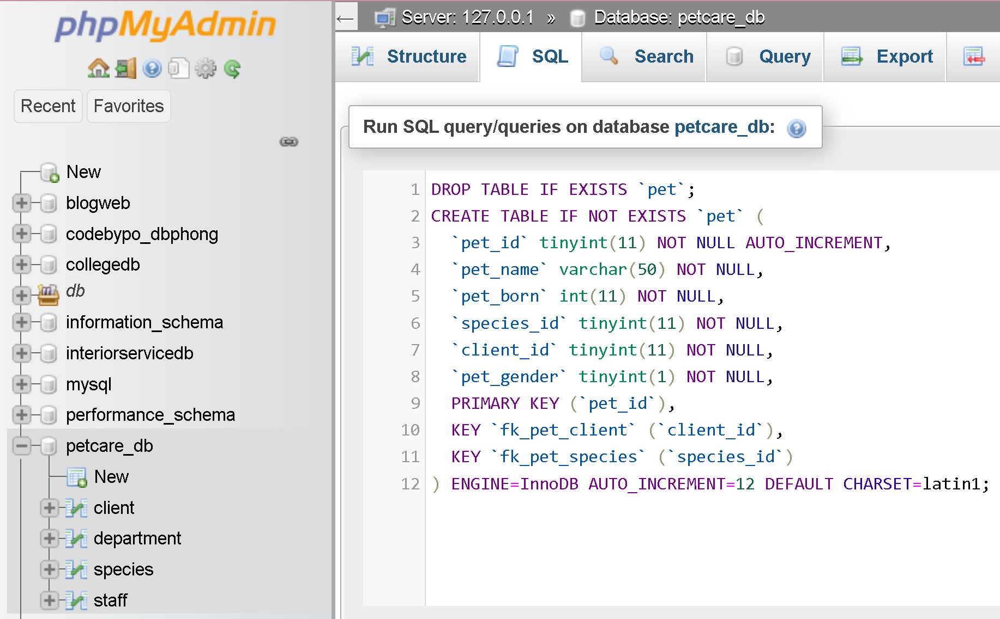 phpMyAdmin
Recent Favorites
New
blogweb
codebypo_dbphong
collegedb
db
information_schema
interiorservicedb
mysql
performance_schema
petcare_db
New
client
department
species
staff
Server: 127.0.0.1 » Database: petcare_db
Structure SQL Search Query Export
Run SQL query/queries on database petcare_db:
1 DROP TABLE IF EXISTS `pet`;
2 CREATE TABLE IF NOT EXISTS `pet` (
3 `pet_id` tinyint(11) NOT NULL AUTO_INCREMENT,
4 `pet_name` varchar(50) NOT NULL,
5 `pet_born` int(11) NOT NULL,
6 `species_id` tinyint(11) NOT NULL,
7 `client_id` tinyint(11) NOT NULL,
8 `pet_gender` tinyint(1) NOT NULL,
9 PRIMARY KEY (`pet_id`),
10 KEY `fk_pet_client` (`client_id`),
11 KEY `fk_pet_species` (`species_id`)
12 ) ENGINE=InnoDB AUTO_INCREMENT=12 DEFAULT CHARSET=latin1;